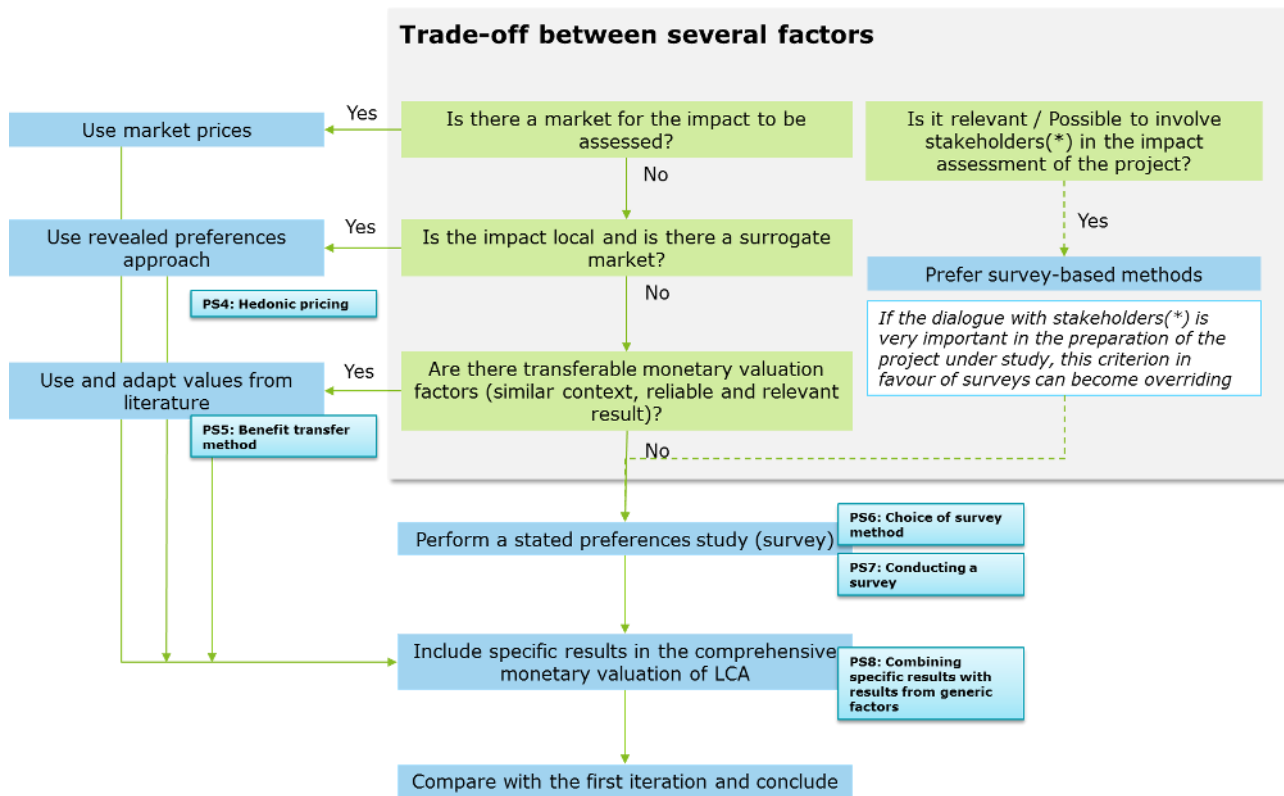 Trade-off between several factors
Use market prices
Yes
Is there a market for the impact to be
assessed?
Is it relevant / Possible to involve
stakeholders(*) in the impact
assessment of the project?
No
Yes
Use revealed preferences
approach
Yes
Is the impact local and is there a surrogate
market?
Prefer survey-based methods
PS4: Hedonic pricing
No
If the dialogue with stakeholders(*) is
very important in the preparation of the
project under study, this criterion in
favour of surveys can become overriding
Use and adapt values from
literature
Yes
Are there transferable monetary valuation
factors (similar context, reliable and relevant
result)?
PS5: Benefit transfer
method
No
Perform a stated preferences study (survey)
PS6: Choice of survey
method
PS7: Conducting a
survey
Include specific results in the comprehensive
monetary valuation of LCA
PS8: Combining
specific results with
results from generic
factors
Compare with the first iteration and conclude